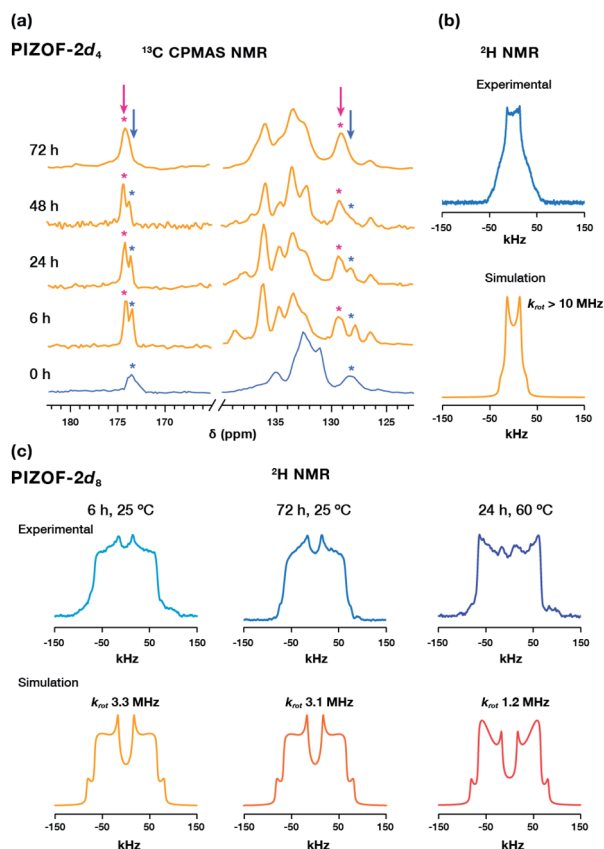 (a)
PIZOF-2d4 ¹³C CPMAS NMR
* *
72 h
* *
48 h
* * * *
24 h
* * * *
6 h
* * * *
0 h
* *
180 175 170 165 135 130 125
δ (ppm)
(b)
²H NMR
Experimental
-150 -50 50 150
kHz
Simulation
krot > 10 MHz
-150 -50 50 150
kHz
(c)
PIZOF-2d8 ²H NMR
6 h, 25 ºC 72 h, 25 ºC 24 h, 60 ºC
Experimental
-150 -50 50 150 -150 -50 50 150 -150 -50 50 150
kHz kHz kHz
Simulation
krot 3.3 MHz krot 3.1 MHz krot 1.2 MHz
-150 -50 50 150 -150 -50 50 150 -150 -50 50 150
kHz kHz kHz